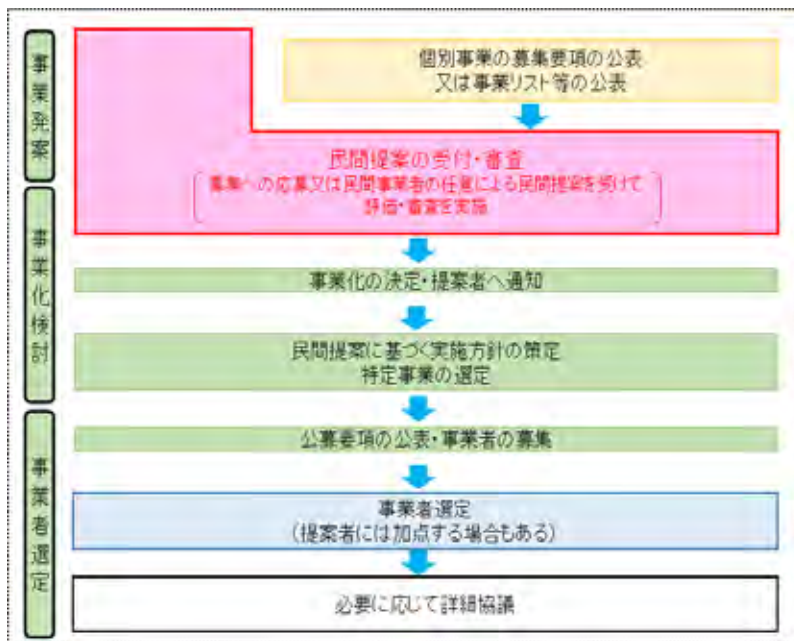 事業発案
個別事業の募集要項の公表
又は事業リスト等の公表
民間提案の受付・審査
募集への応募又は民間事業者の任意による民間提案を受けて
評価・審査を実施
事業化検討
事業化の決定・提案者へ通知
民間提案に基づく実施方針の策定
特定事業の選定
事業者選定
公募要項の公表・事業者の募集
事業者選定
（提案者には加点する場合もある）
必要に応じて詳細協議